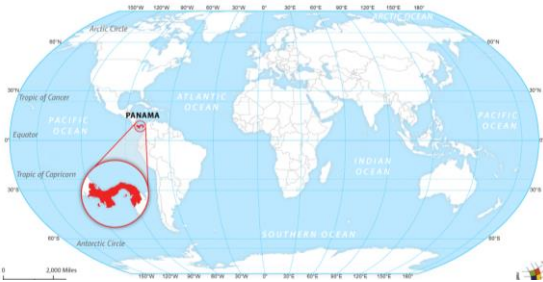 150°W 120°W 90°W 60°W 30°W 0° 30°E 60°E 90°E 120°E 150°E 180°
ARCTIC OCEAN
ARCTIC OCEAN
Arctic Circle
60°N
60°N
30°N
30°N
Tropic of Cancer
ATLANTIC
OCEAN
PANAMA
PACIFIC
OCEAN
PACIFIC
OCEAN
Equator
0°
0°
INDIAN
OCEAN
Tropic of Capricorn
30°S
30°S
SOUTHERN OCEAN
60°S
60°S
Antarctic Circle
150°W 120°W 90°W 60°W 30°W 0° 30°E 60°E 90°E 120°E 150°E 180°
0 2,000 Miles